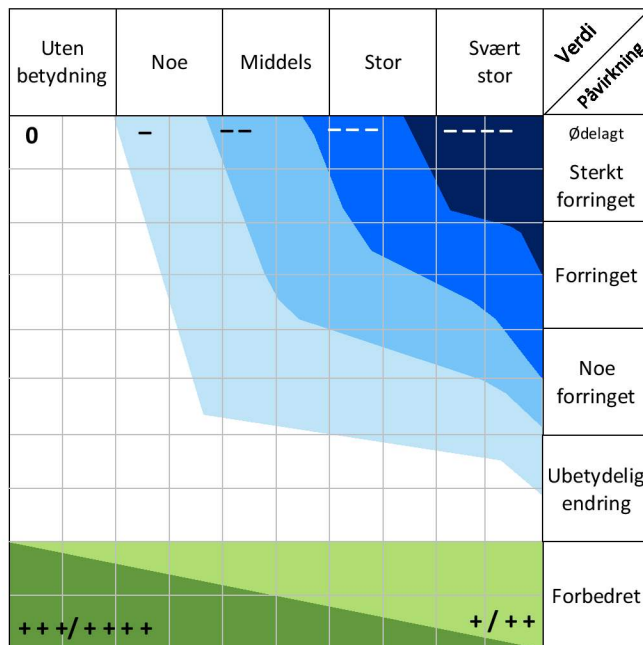 Uten
betydning
Noe
Middels
Stor
Svært
stor
Verdi
Påvirkning
0
-
--
---
----
Ødelagt
Sterkt
forringet
Forringet
Noe
forringet
Ubetydelig
endring
Forbedret
+++/++++
+/++